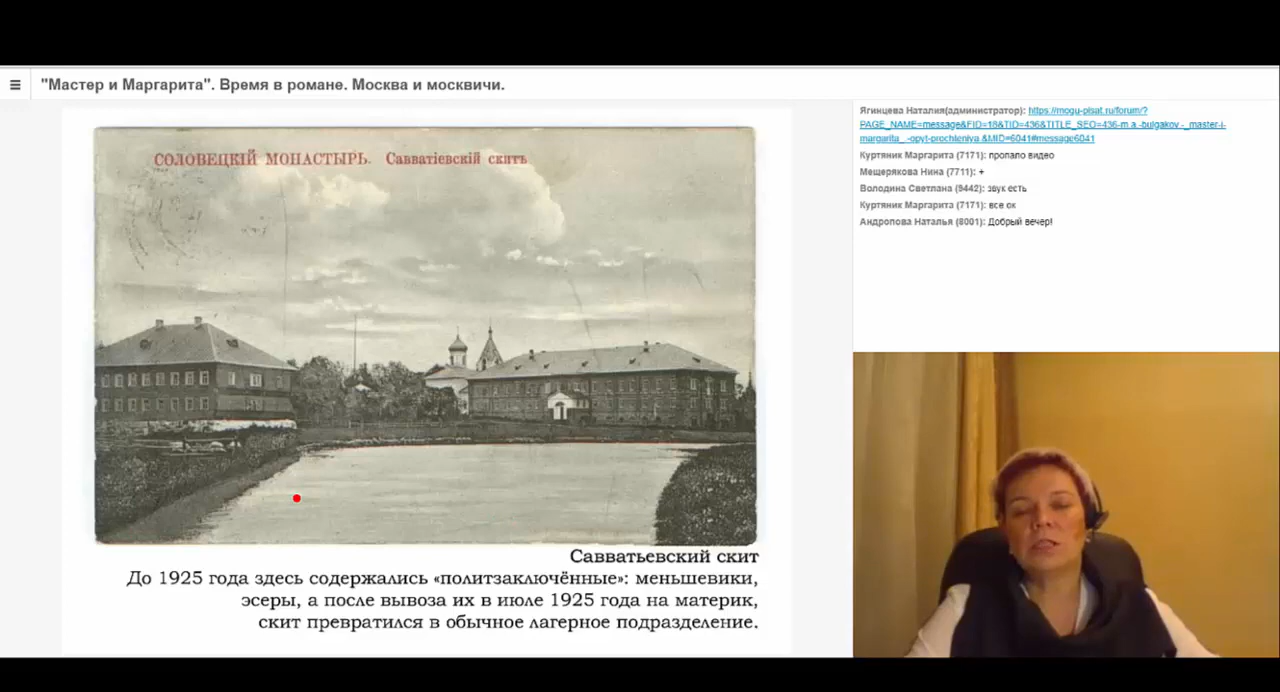 "Мастер и Маргарита". Время в романе. Москва и москвичи.
СОЛОВЕЦКІЙ МОНАСТЫРЬ. Савватіевскій скитъ
Савватьевский скит
До 1925 года здесь содержались «политзаключённые»: меньшевики,
эсеры, а после вывоза их в июле 1925 года на материк,
скит превратился в обычное лагерное подразделение.
Ягинцева Наталия(администратор): https://mogu-pisat.ru/forum/?
PAGE_NAME=message&FID=18&TID=436&TITLE_SEO=436-m.a.-bulgakov.-_master-i-
margarita_.-opyt-prochteniya.&MID=6041#message6041
Куртяник Маргарита (7171): пропало видео
Мещерякова Нина (7711): +
Володина Светлана (9442): звук есть
Куртяник Маргарита (7171): все ок
Андропова Наталья (8001): Добрый вечер!